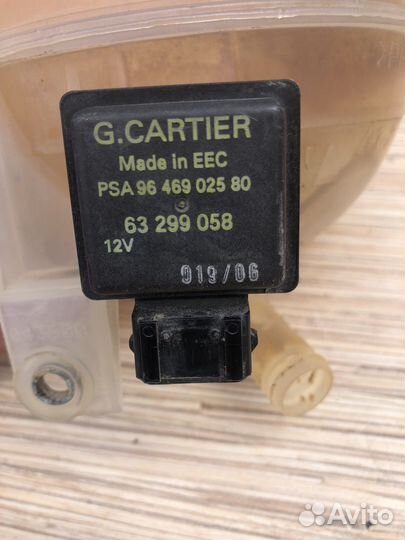 G.CARTIER
Made in EEC
PSA 96 469 025 80
63 299 058
12V
019/06
Avito